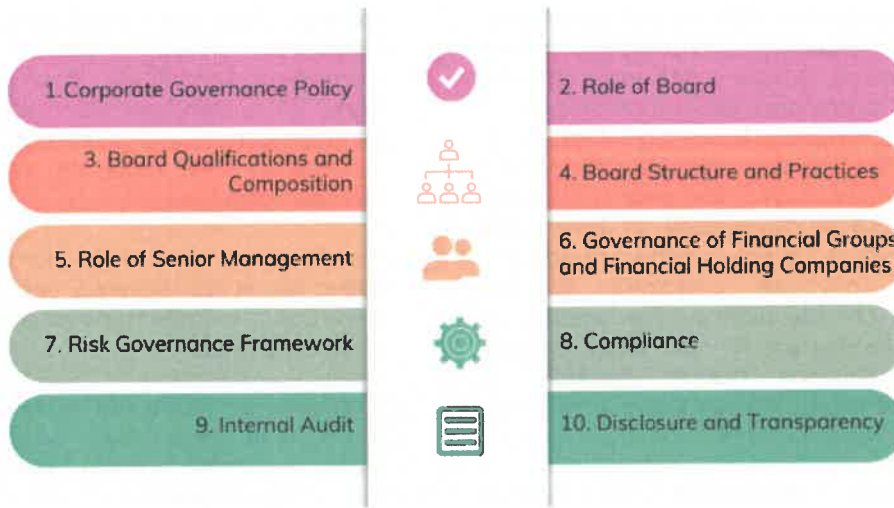 1. Corporate Governance Policy
2. Role of Board
3. Board Qualifications and
Composition
4. Board Structure and Practices
5. Role of Senior Management
6. Governance of Financial Groups
and Financial Holding Companies
7. Risk Governance Framework
8. Compliance
9. Internal Audit
10. Disclosure and Transparency